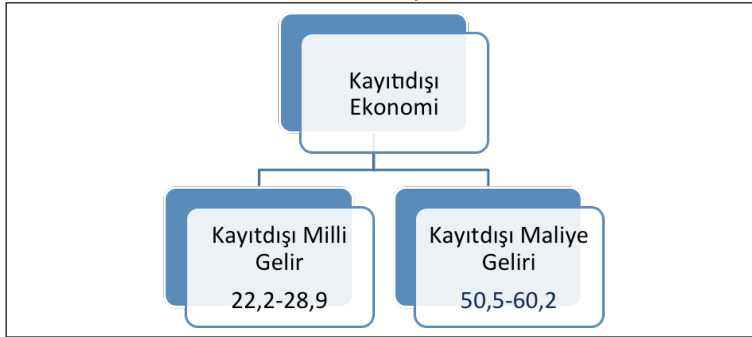 Kayıtdışı
Ekonomi
Kayıtdışı Milli
Gelir
22,2-28,9
Kayıtdışı Maliye
Geliri
50,5-60,2